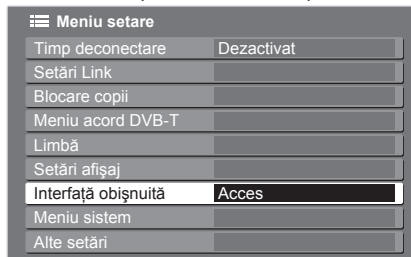 Meniu setare
Timp deconectare Dezactivat
Setări Link
Blocare copii
Meniu acord DVB-T
Limbă
Setări afişaj
Interfaţă obişnuită Acces
Meniu sistem
Alte setări